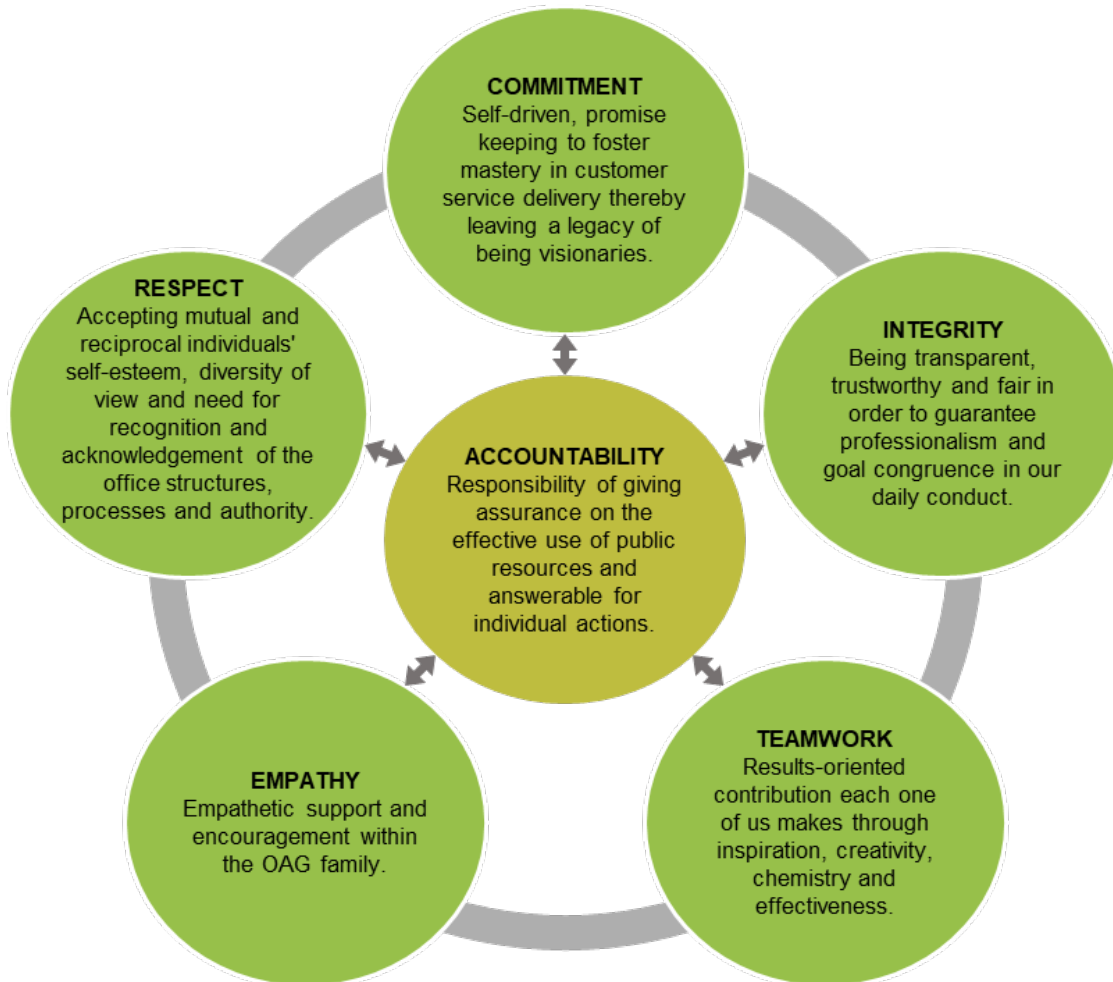 COMMITMENT
Self-driven, promise
keeping to foster
mastery in customer
service delivery thereby
leaving a legacy of
being visionaries.
RESPECT
Accepting mutual and
reciprocal individuals'
self-esteem, diversity of
view and need for
recognition and
acknowledgement of the
office structures,
processes and authority.
INTEGRITY
Being transparent,
trustworthy and fair in
order to guarantee
professionalism and
goal congruence in our
daily conduct.
ACCOUNTABILITY
Responsibility of giving
assurance on the
effective use of public
resources and
answerable for
individual actions.
EMPATHY
Empathetic support and
encouragement within
the OAG family.
TEAMWORK
Results-oriented
contribution each one
of us makes through
inspiration, creativity,
chemistry and
effectiveness.